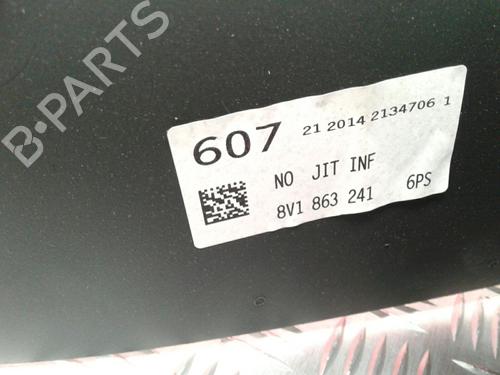 B-PARTS
607 21 2014 2134706 1
NO JIT INF
8V1 863 241 6PS